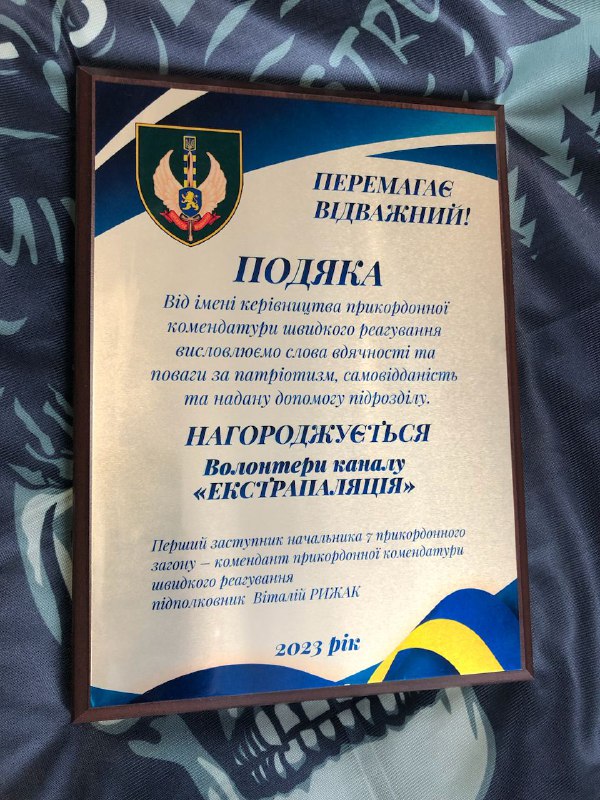 ПЕРЕМАГАЄ
ВІДВАЖНИЙ!
ПОДЯКА
Від імені керівництва прикордонної
комендатури швидкого реагування
висловлюємо слова вдячності та
поваги за патріотизм, самовідданість
та надану допомогу підрозділу.
НАГОРОДЖУЄТЬСЯ
Волонтери каналу
«ЕКСТРАПАЛЯЦІЯ»
Перший заступник начальника 7 прикордонного
загону – комендант прикордонної комендатури
швидкого реагування
підполковник Віталій РИЖАК
2023 рік